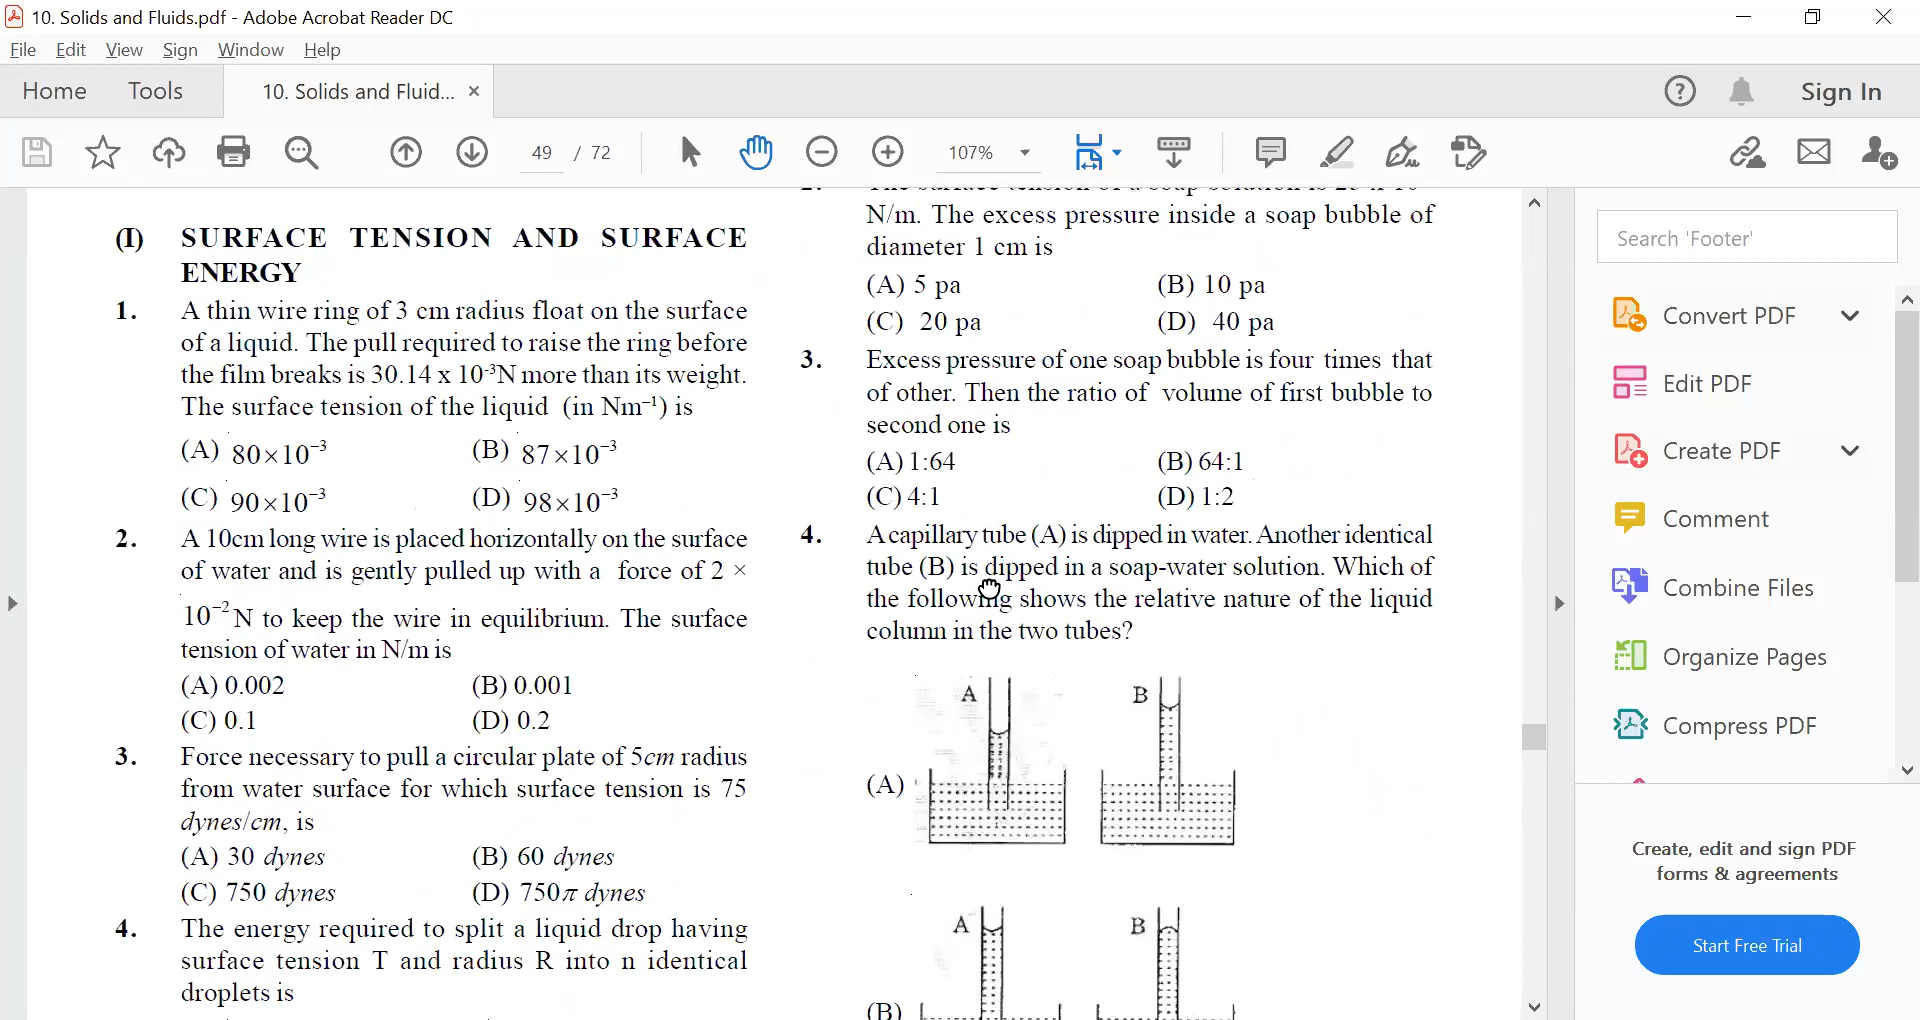 10. Solids and Fluids.pdf - Adobe Acrobat Reader DC
File Edit View Sign Window Help
Home Tools 10. Solids and Fluid... × Sign In
49 / 72 107%
(I) SURFACE TENSION AND SURFACE
ENERGY
1. A thin wire ring of 3 cm radius float on the surface
of a liquid. The pull required to raise the ring before
the film breaks is 30.14 x 10⁻³N more than its weight.
The surface tension of the liquid (in Nm⁻¹) is
(A) 80×10⁻³ (B) 87×10⁻³
(C) 90×10⁻³ (D) 98×10⁻³
2. A 10cm long wire is placed horizontally on the surface
of water and is gently pulled up with a force of 2 ×
10⁻² N to keep the wire in equilibrium. The surface
tension of water in N/m is
(A) 0.002 (B) 0.001
(C) 0.1 (D) 0.2
3. Force necessary to pull a circular plate of 5cm radius
from water surface for which surface tension is 75
dynes/cm, is
(A) 30 dynes (B) 60 dynes
(C) 750 dynes (D) 750π dynes
4. The energy required to split a liquid drop having
surface tension T and radius R into n identical
droplets is
N/m. The excess pressure inside a soap bubble of
diameter 1 cm is
(A) 5 pa (B) 10 pa
(C) 20 pa (D) 40 pa
3. Excess pressure of one soap bubble is four times that
of other. Then the ratio of volume of first bubble to
second one is
(A) 1:64 (B) 64:1
(C) 4:1 (D) 1:2
4. A capillary tube (A) is dipped in water. Another identical
tube (B) is dipped in a soap-water solution. Which of
the following shows the relative nature of the liquid
column in the two tubes?
A B
(A)
A B
(B)
Search 'Footer'
Convert PDF
Edit PDF
Create PDF
Comment
Combine Files
Organize Pages
Compress PDF
Create, edit and sign PDF
forms & agreements
Start Free Trial